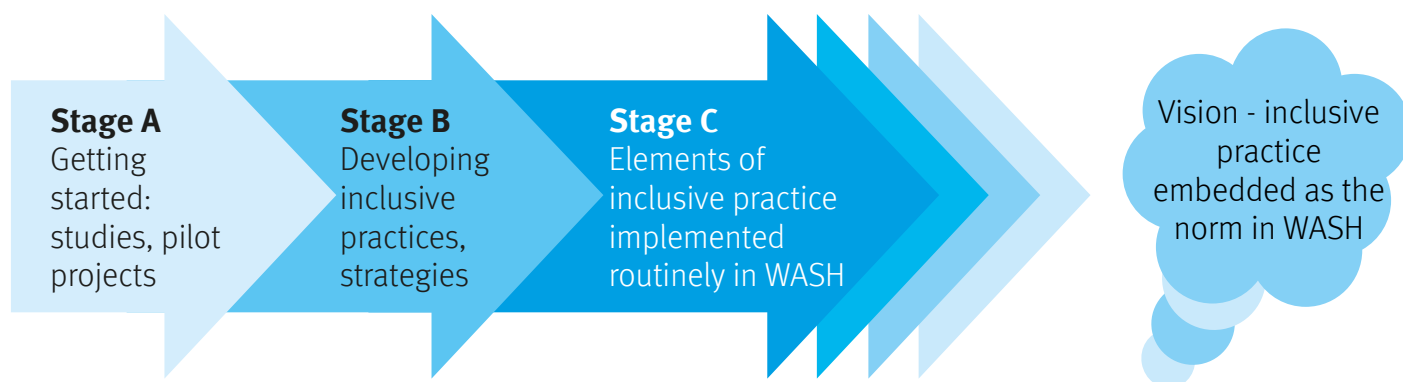 Stage A
Getting
started:
studies, pilot
projects
Stage B
Developing
inclusive
practices,
strategies
Stage C
Elements of
inclusive practice
implemented
routinely in WASH
Vision - inclusive
practice
embedded as the
norm in WASH